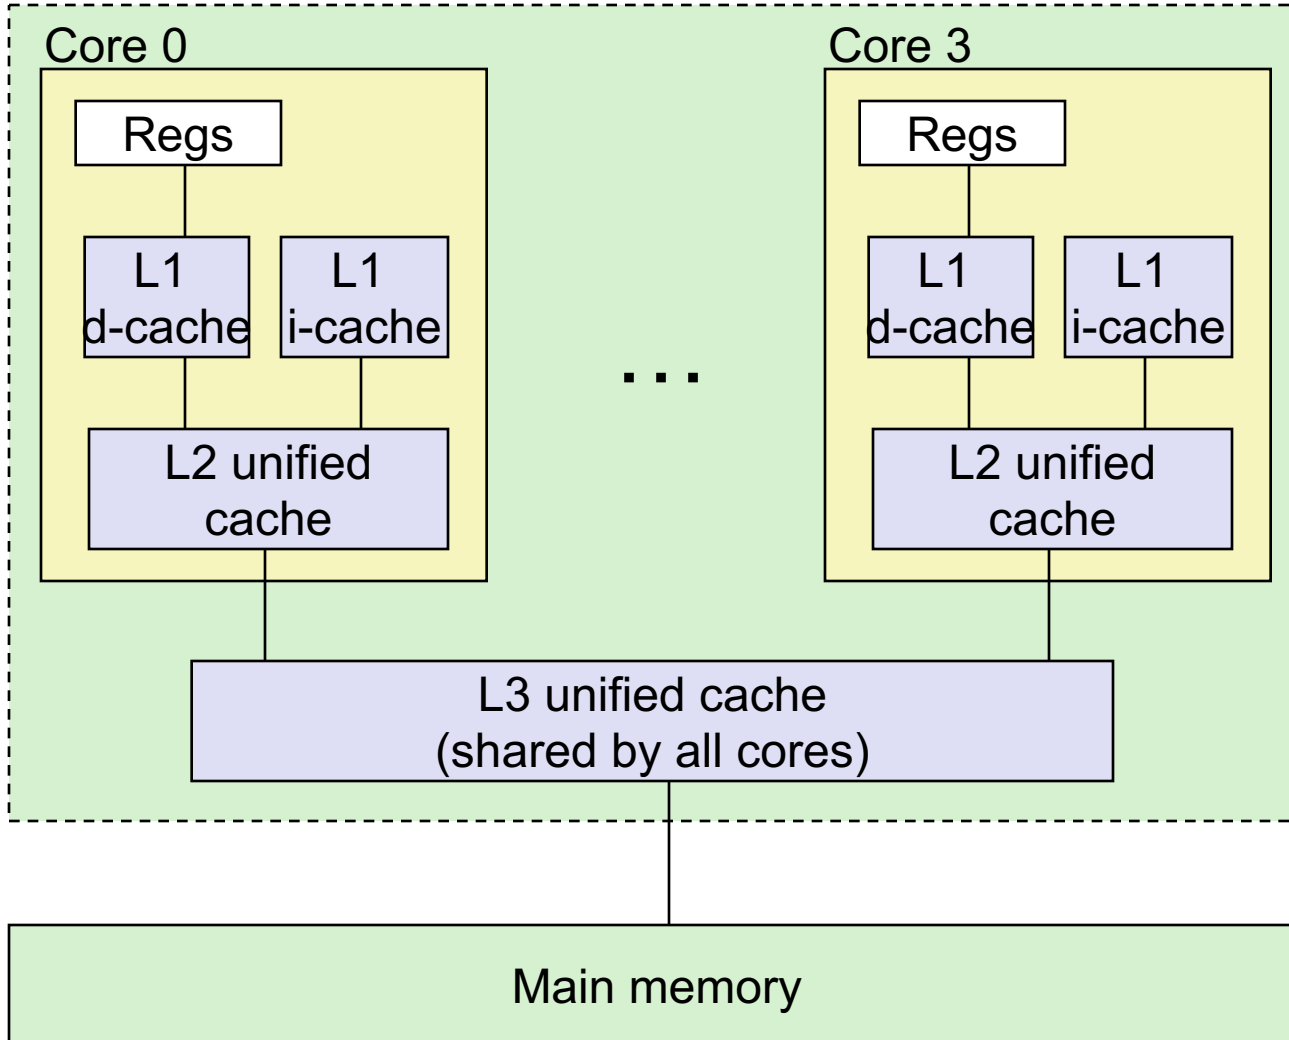 Core 0
Regs
L1
d-cache
L1
i-cache
L2 unified
cache
...
Core 3
Regs
L1
d-cache
L1
i-cache
L2 unified
cache
L3 unified cache
(shared by all cores)
Main memory